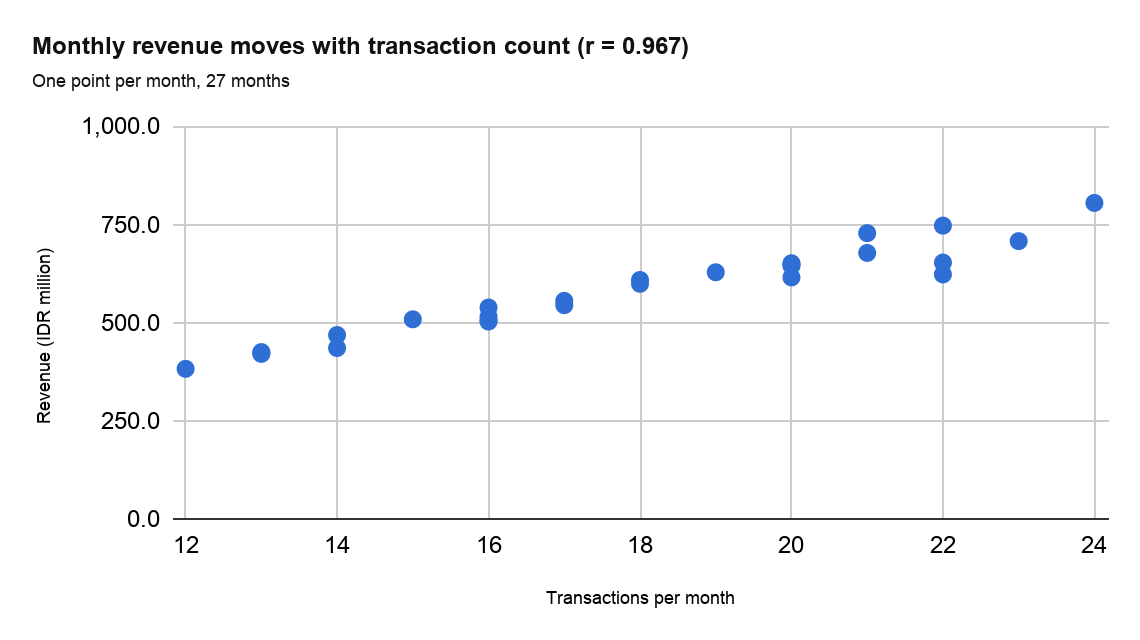 Monthly revenue moves with transaction count (r = 0.967)
One point per month, 27 months
1,000.0
750.0
500.0
250.0
0.0
Revenue (IDR million)
12 14 16 18 20 22 24
Transactions per month